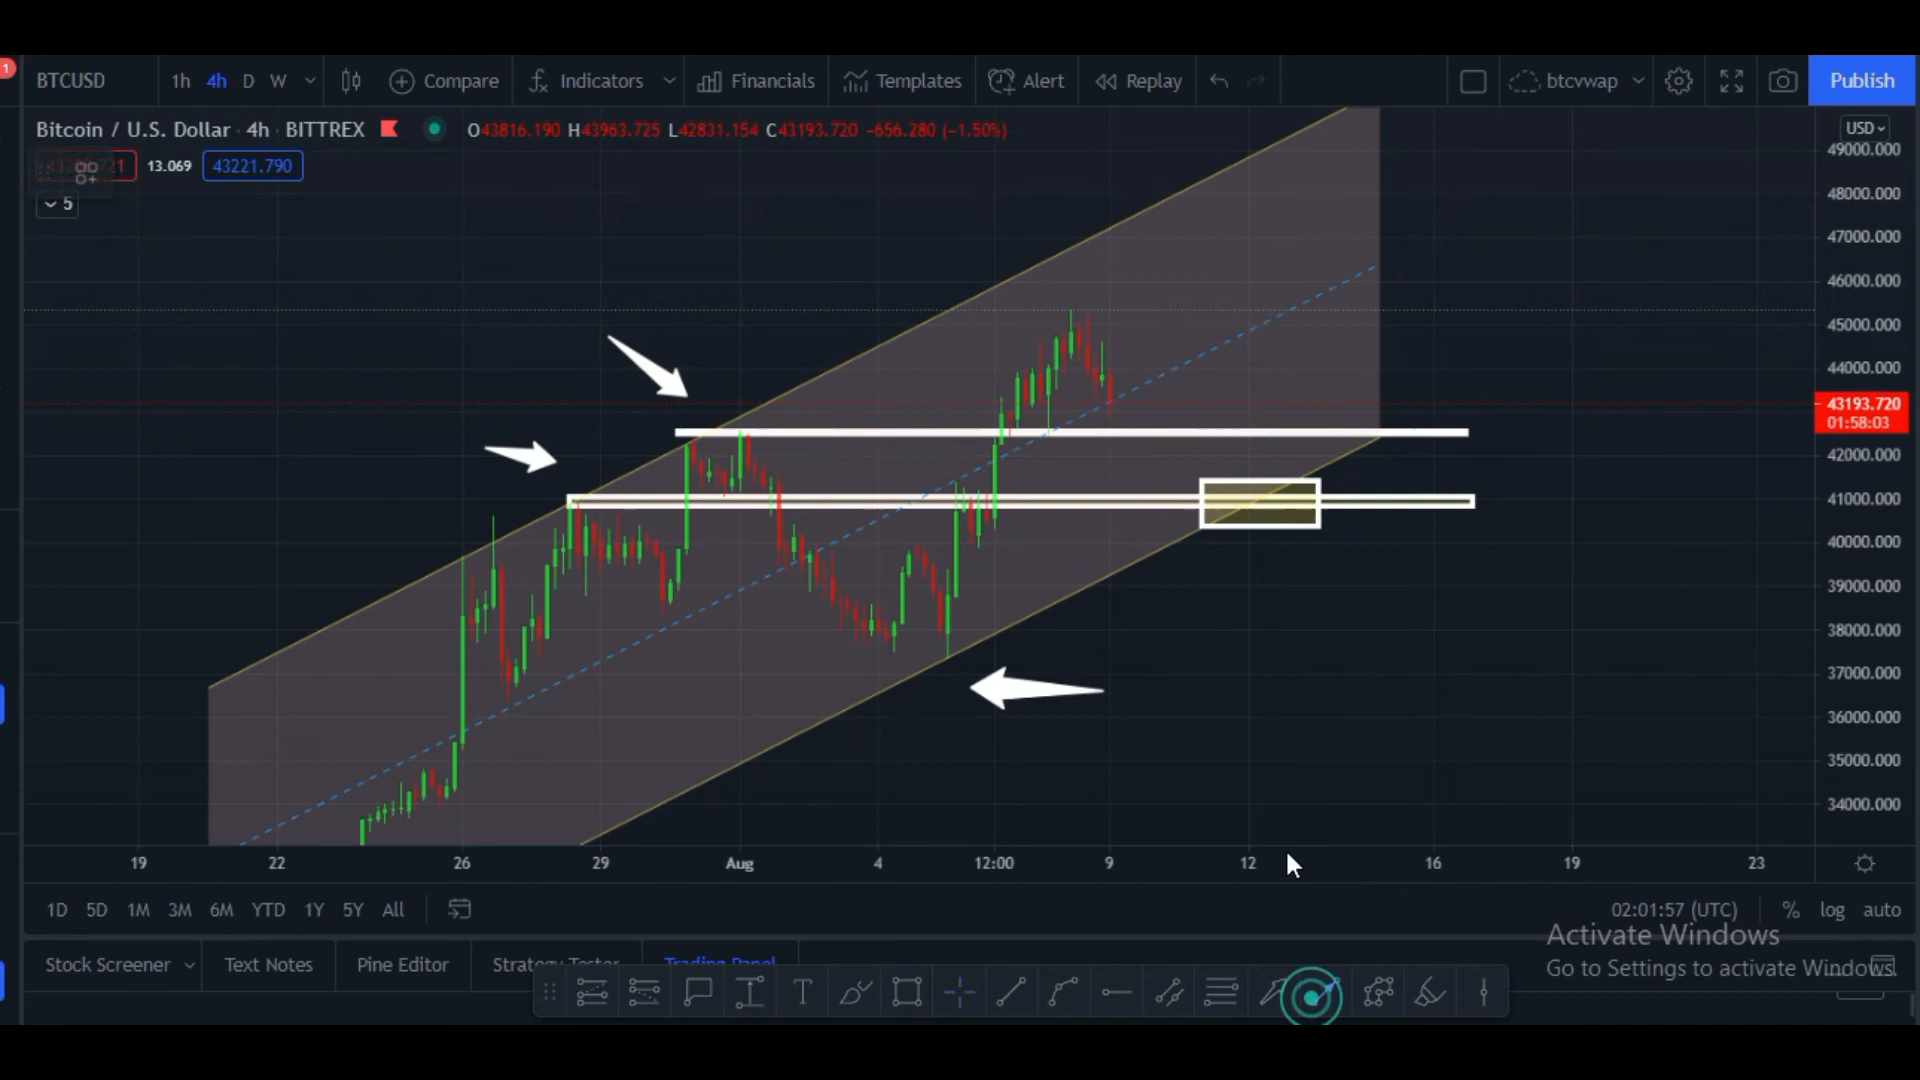 1
BTCUSD 1h 4h D W Compare Indicators Financials Templates Alert Replay btcvwap Publish
Bitcoin / U.S. Dollar · 4h · BITTREX O43816.190 H43963.725 L42831.154 C43193.720 −656.280 (−1.50%) USD
13.069 43221.790
5
49000.000
48000.000
47000.000
46000.000
45000.000
44000.000
43193.720
01:58:03
42000.000
41000.000
40000.000
39000.000
38000.000
37000.000
36000.000
35000.000
34000.000
19 22 26 29 Aug 4 12:00 9 12 16 19 23
1D 5D 1M 3M 6M YTD 1Y 5Y All 02:01:57 (UTC) % log auto
Activate Windows
Go to Settings to activate Windows.
Stock Screener Text Notes Pine Editor Strategy Tester Trading Panel